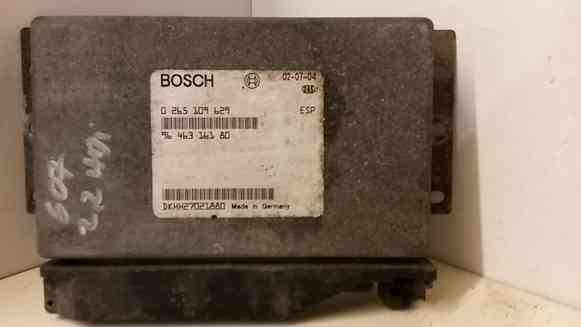 BOSCH 02-07-04
0 265 109 629 ESP
96 463 161 80
DKHH27021880 Made in Germany
607
2.2 HDi